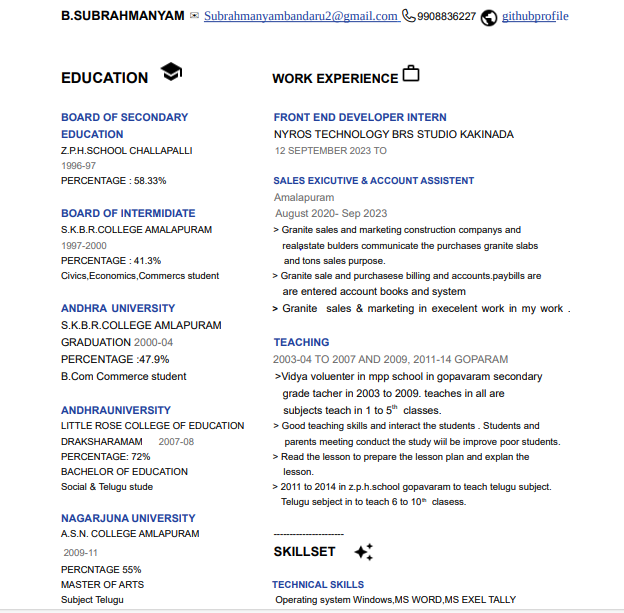 B.SUBRAHMANYAM ✉ Subrahmanyambandaru2@gmail.com 9908836227 githubprofile
EDUCATION
BOARD OF SECONDARY
EDUCATION
Z.P.H.SCHOOL CHALLAPALLI
1996-97
PERCENTAGE : 58.33%
BOARD OF INTERMIDIATE
S.K.B.R.COLLEGE AMALAPURAM
1997-2000
PERCENTAGE : 41.3%
Civics,Economics,Commercs student
ANDHRA UNIVERSITY
S.K.B.R.COLLEGE AMLAPURAM
GRADUATION 2000-04
PERCENTAGE :47.9%
B.Com Commerce student
ANDHRAUNIVERSITY
LITTLE ROSE COLLEGE OF EDUCATION
DRAKSHARAMAM 2007-08
PERCENTAGE: 72%
BACHELOR OF EDUCATION
Social & Telugu stude
NAGARJUNA UNIVERSITY
A.S.N. COLLEGE AMLAPURAM
2009-11
PERCNTAGE 55%
MASTER OF ARTS
Subject Telugu
WORK EXPERIENCE
FRONT END DEVELOPER INTERN
NYROS TECHNOLOGY BRS STUDIO KAKINADA
12 SEPTEMBER 2023 TO
SALES EXICUTIVE & ACCOUNT ASSISTENT
Amalapuram
August 2020- Sep 2023
> Granite sales and marketing construction companys and
realpstate bulders communicate the purchases granite slabs
and tons sales purpose.
> Granite sale and purchasese billing and accounts.paybills are
are entered account books and system
> Granite sales & marketing in execelent work in my work .
TEACHING
2003-04 TO 2007 AND 2009, 2011-14 GOPARAM
>Vidya voluenter in mpp school in gopavaram secondary
grade tacher in 2003 to 2009. teaches in all are
subjects teach in 1 to 5th classes.
> Good teaching skills and interact the students . Students and
parents meeting conduct the study wiil be improve poor students.
> Read the lesson to prepare the lesson plan and explan the
lesson.
> 2011 to 2014 in z.p.h.school gopavaram to teach telugu subject.
Telugu sebject in to teach 6 to 10th clasess.
----------------------
SKILLSET
TECHNICAL SKILLS
Operating system Windows,MS WORD,MS EXEL TALLY